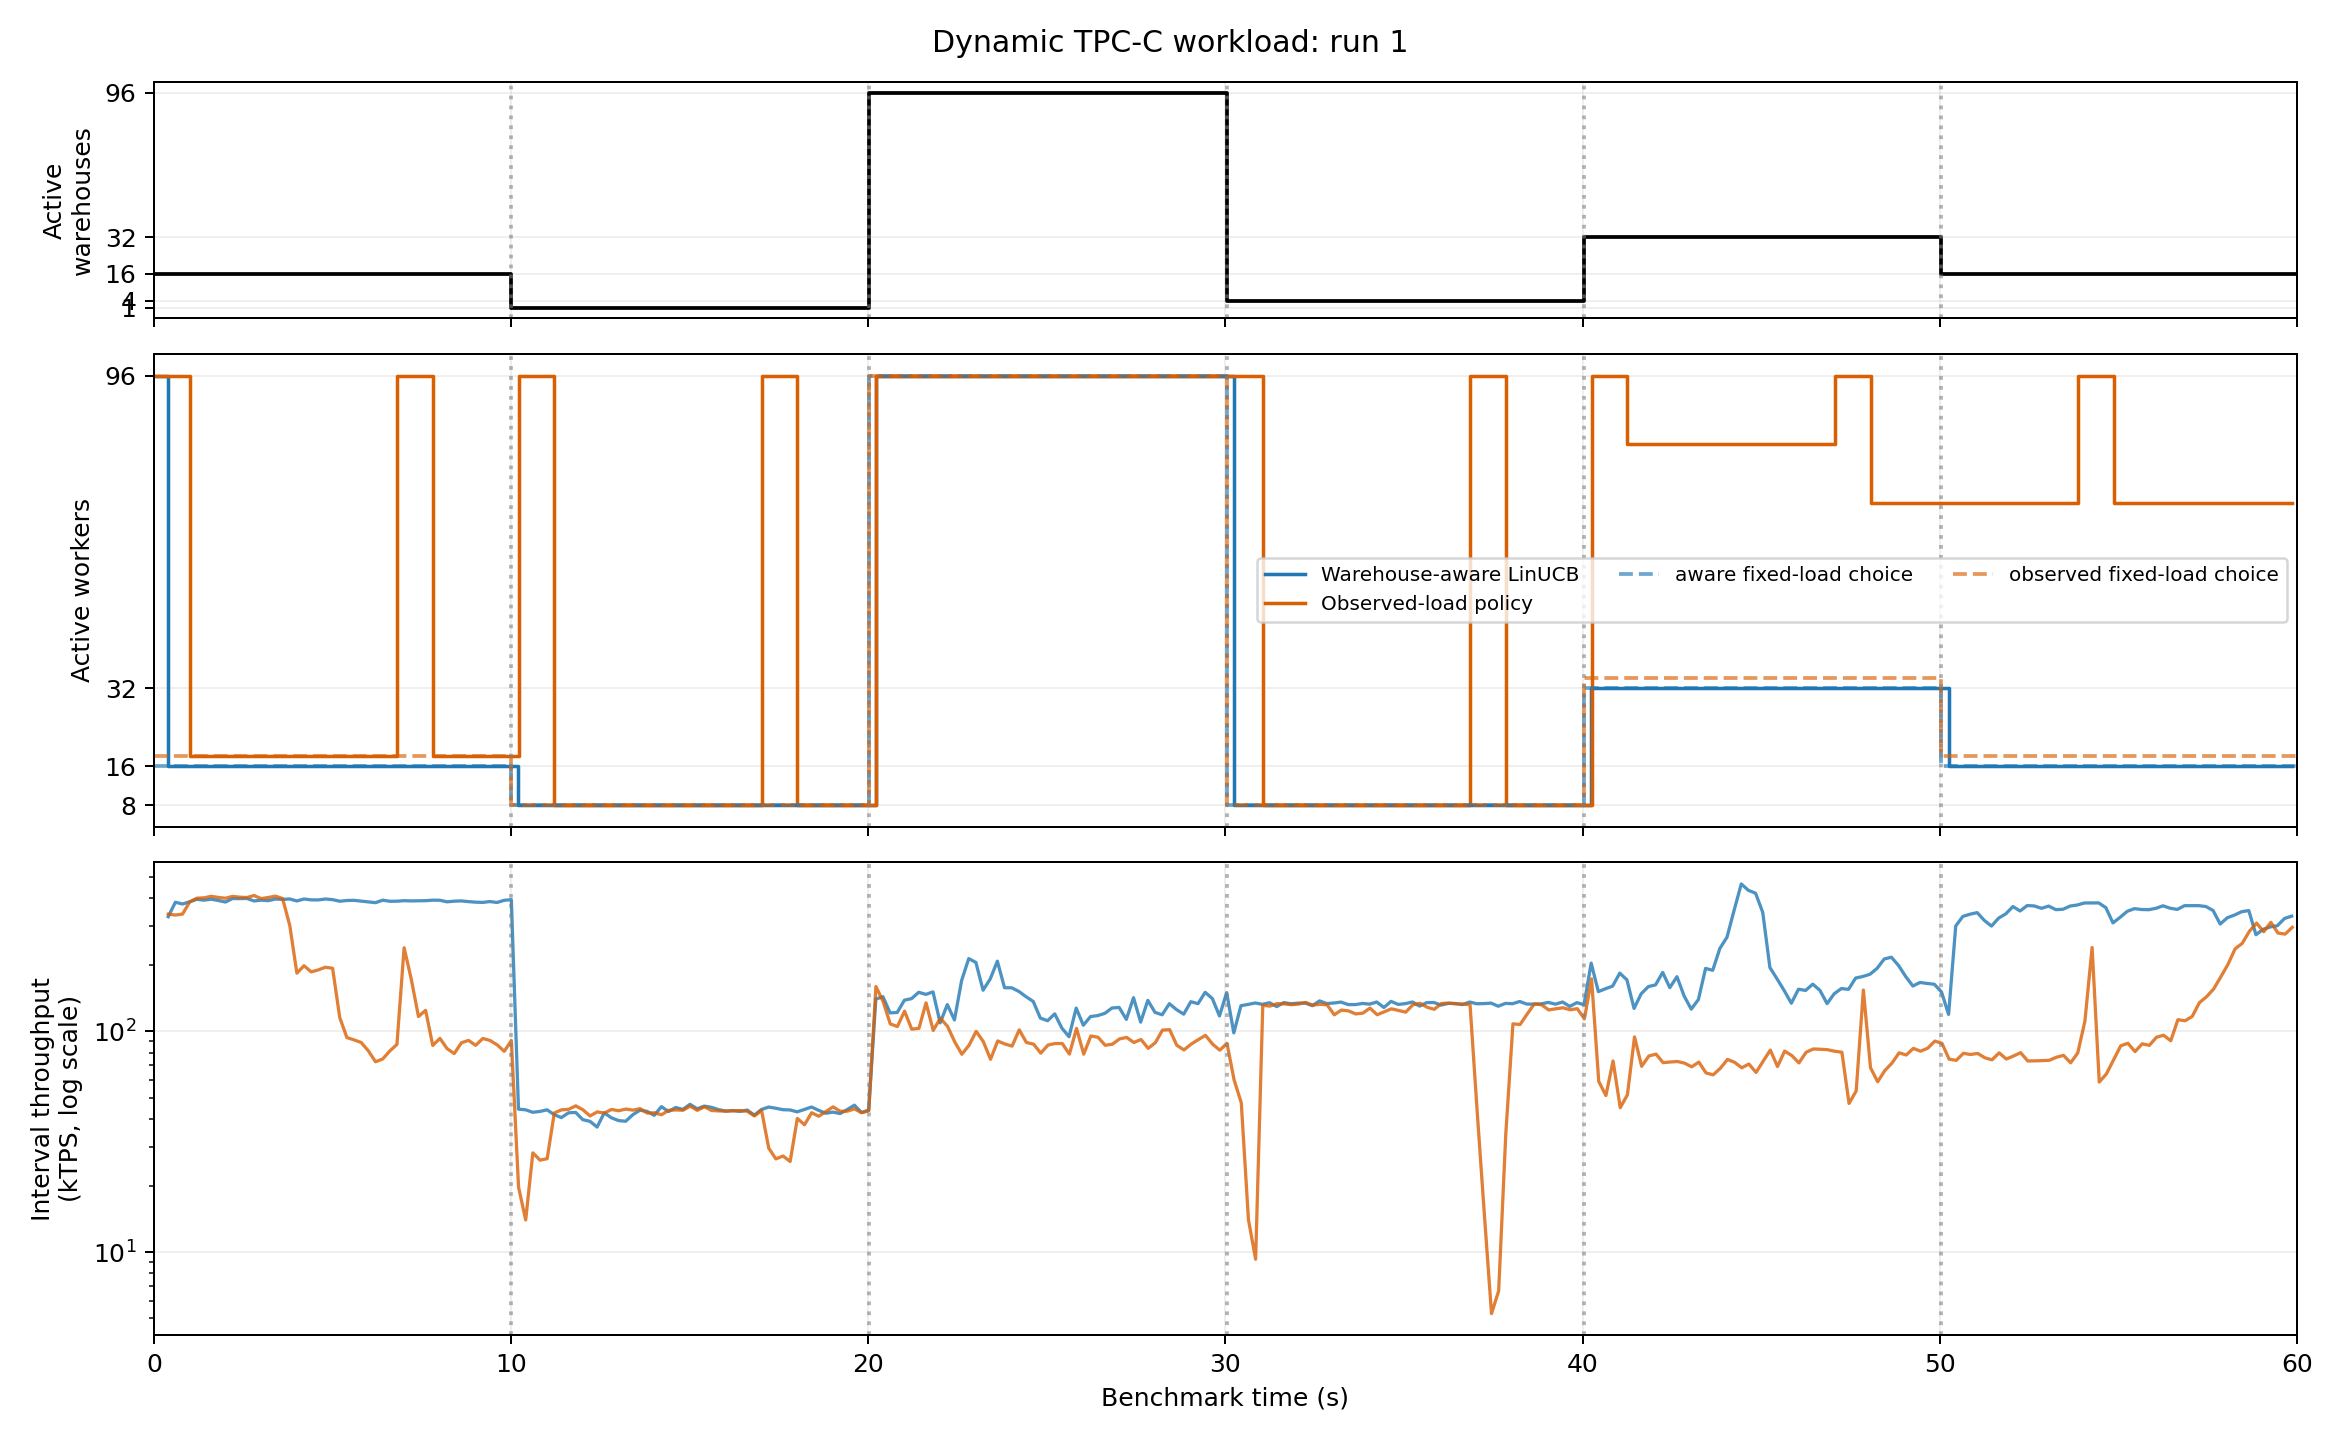 Dynamic TPC-C workload: run 1
Active
warehouses
96
32
16
4
1
Active workers
96
32
16
8
Warehouse-aware LinUCB
Observed-load policy
aware fixed-load choice
observed fixed-load choice
Interval throughput
(kTPS, log scale)
10²
10¹
0 10 20 30 40 50 60
Benchmark time (s)